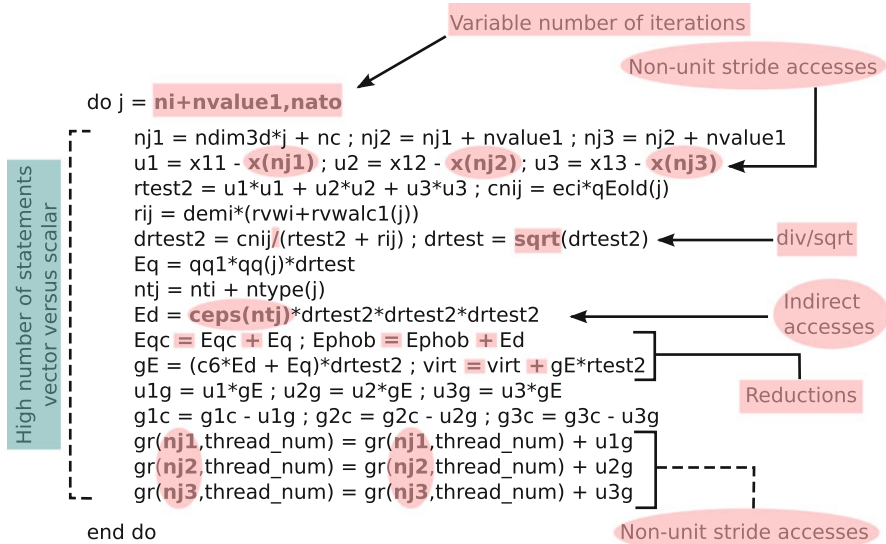 Variable number of iterations
Non-unit stride accesses
do j = ni+nvalue1,nato
High number of statements
vector versus scalar
nj1 = ndim3d*j + nc ; nj2 = nj1 + nvalue1 ; nj3 = nj2 + nvalue1
u1 = x11 - x(nj1) ; u2 = x12 - x(nj2) ; u3 = x13 - x(nj3)
rtest2 = u1*u1 + u2*u2 + u3*u3 ; cnij = eci*qEold(j)
rij = demi*(rvwi+rvwalc1(j))
drtest2 = cnij/(rtest2 + rij) ; drtest = sqrt(drtest2)
div/sqrt
Eq = qq1*qq(j)*drtest
ntj = nti + ntype(j)
Ed = ceps(ntj)*drtest2*drtest2*drtest2
Indirect
accesses
Eqc = Eqc + Eq ; Ephob = Ephob + Ed
gE = (c6*Ed + Eq)*drtest2 ; virt = virt + gE*rtest2
Reductions
u1g = u1*gE ; u2g = u2*gE ; u3g = u3*gE
g1c = g1c - u1g ; g2c = g2c - u2g ; g3c = g3c - u3g
gr(nj1,thread_num) = gr(nj1,thread_num) + u1g
gr(nj2,thread_num) = gr(nj2,thread_num) + u2g
gr(nj3,thread_num) = gr(nj3,thread_num) + u3g
end do
Non-unit stride accesses